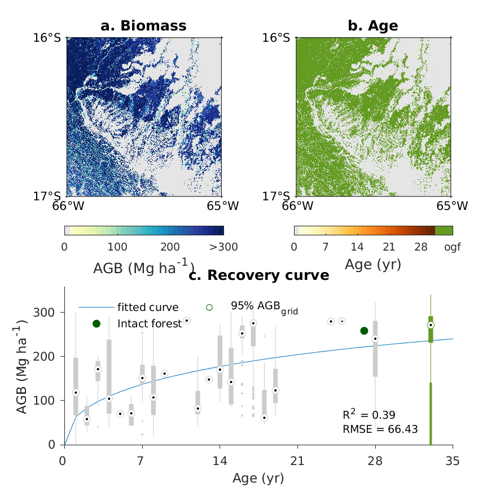 a. Biomass
b. Age
16°S
17°S
66°W
65°W
16°S
17°S
66°W
65°W
0
100
200
>300
AGB (Mg ha⁻¹)
0
7
14
21
28
ogf
Age (yr)
c. Recovery curve
fitted curve
95% AGB_grid
Intact forest
300
200
100
0
AGB (Mg ha⁻¹)
R² = 0.39
RMSE = 66.43
0
7
14
21
28
35
Age (yr)